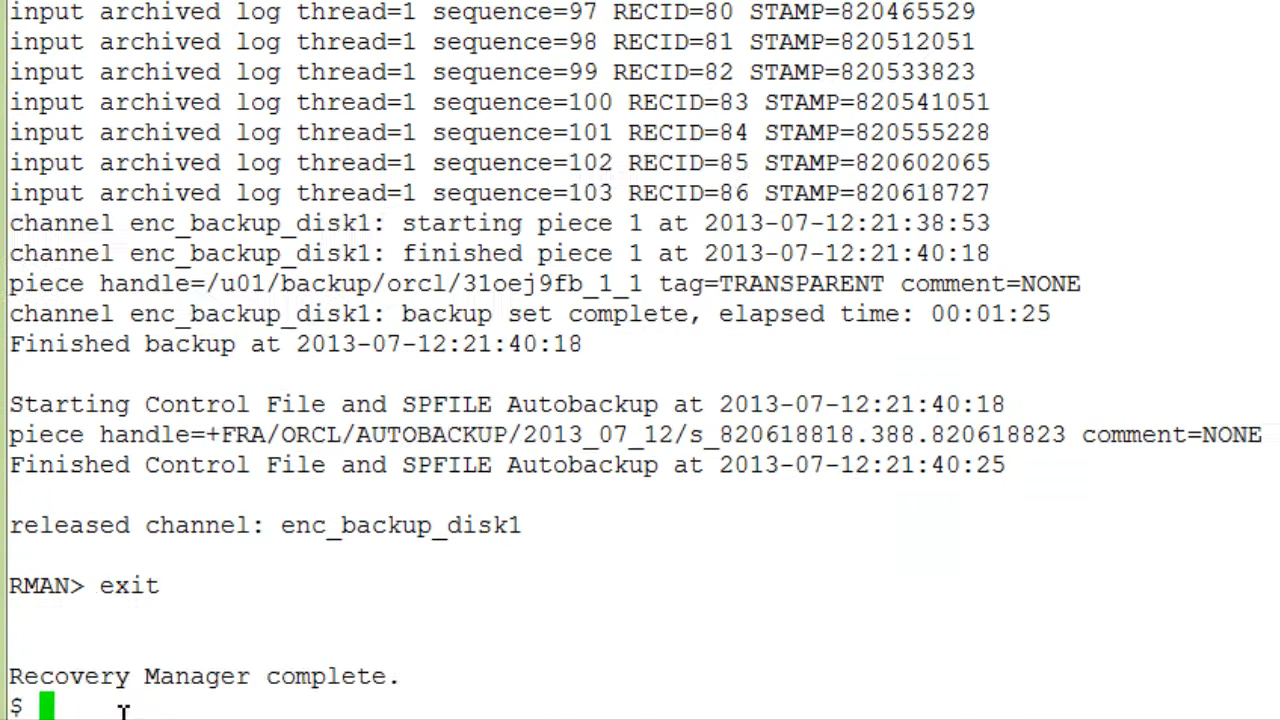 input archived log thread=1 sequence=97 RECID=80 STAMP=820465529
input archived log thread=1 sequence=98 RECID=81 STAMP=820512051
input archived log thread=1 sequence=99 RECID=82 STAMP=820533823
input archived log thread=1 sequence=100 RECID=83 STAMP=820541051
input archived log thread=1 sequence=101 RECID=84 STAMP=820555228
input archived log thread=1 sequence=102 RECID=85 STAMP=820602065
input archived log thread=1 sequence=103 RECID=86 STAMP=820618727
channel enc_backup_disk1: starting piece 1 at 2013-07-12:21:38:53
channel enc_backup_disk1: finished piece 1 at 2013-07-12:21:40:18
piece handle=/u01/backup/orcl/31oej9fb_1_1 tag=TRANSPARENT comment=NONE
channel enc_backup_disk1: backup set complete, elapsed time: 00:01:25
Finished backup at 2013-07-12:21:40:18
Starting Control File and SPFILE Autobackup at 2013-07-12:21:40:18
piece handle=+FRA/ORCL/AUTOBACKUP/2013_07_12/s_820618818.388.820618823 comment=NONE
Finished Control File and SPFILE Autobackup at 2013-07-12:21:40:25
released channel: enc_backup_disk1
RMAN> exit
Recovery Manager complete.
$